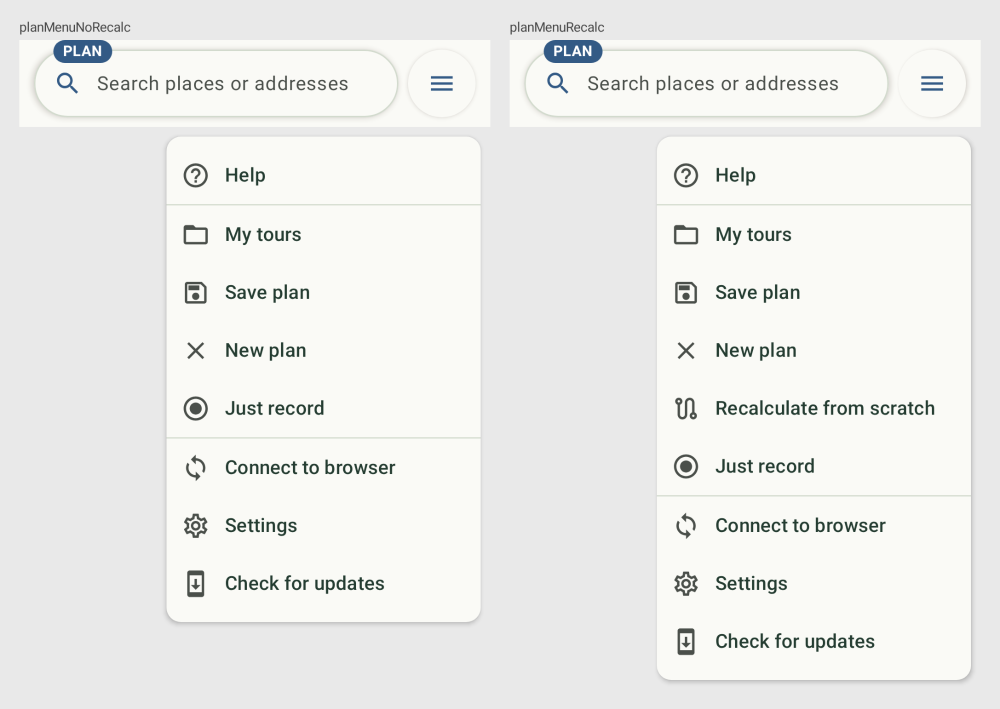 planMenuNoRecalc
PLAN
Search places or addresses
Help
My tours
Save plan
New plan
Just record
Connect to browser
Settings
Check for updates
planMenuRecalc
PLAN
Search places or addresses
Help
My tours
Save plan
New plan
Recalculate from scratch
Just record
Connect to browser
Settings
Check for updates